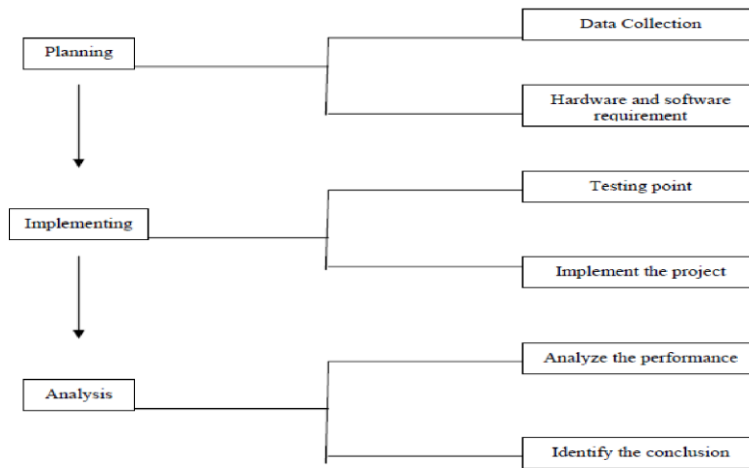 Data Collection
Planning
Hardware and software
requirement
Testing point
Implementing
Implement the project
Analyze the performance
Analysis
Identify the conclusion